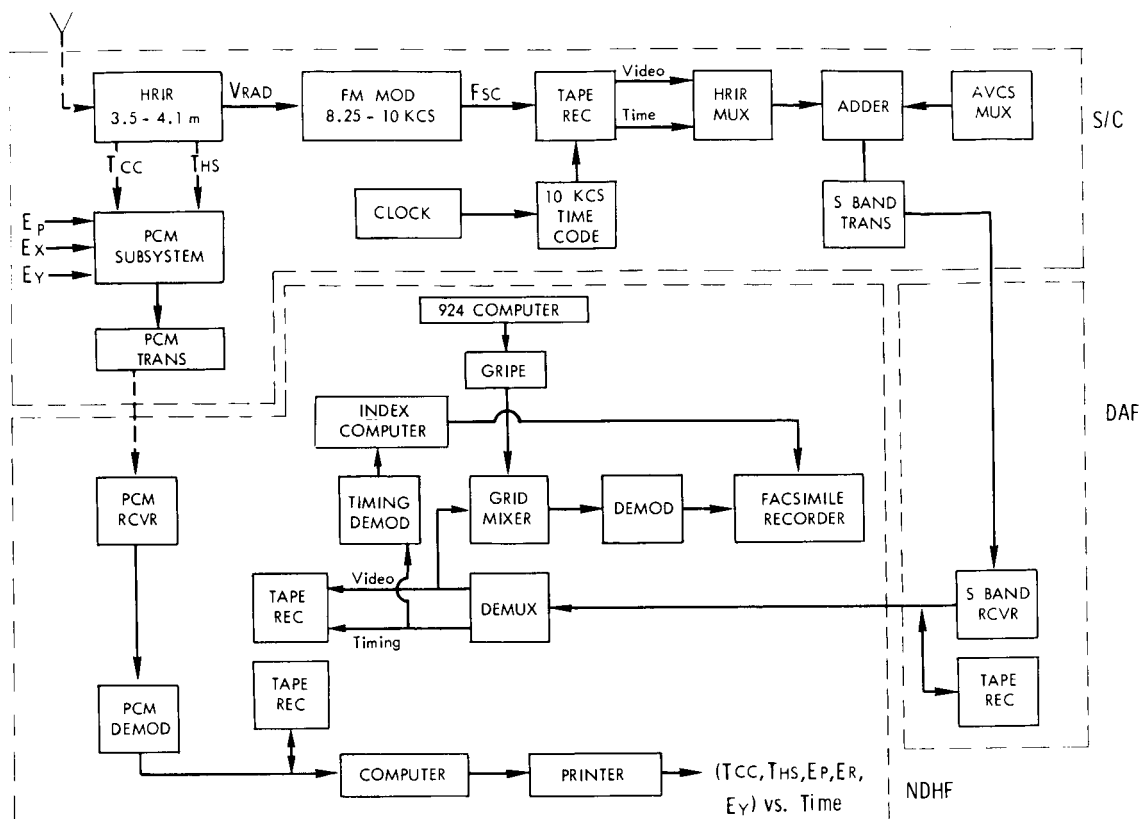 HRIR
3.5 - 4.1 m
VRAD
FM MOD
8.25 - 10 KCS
FSC
TAPE
REC
Video
Time
HRIR
MUX
ADDER
AVCS
MUX
S/C
TCC
THS
EP
EX
EY
PCM
SUBSYSTEM
CLOCK
10 KCS
TIME
CODE
S BAND
TRANS
PCM
TRANS
924 COMPUTER
GRIPE
INDEX
COMPUTER
DAF
PCM
RCVR
TIMING
DEMOD
GRID
MIXER
DEMOD
FACSIMILE
RECORDER
TAPE
REC
Video
Timing
DEMUX
S BAND
RCVR
TAPE
REC
TAPE
REC
PCM
DEMOD
COMPUTER
PRINTER
(TCC, THS, EP, ER,
EY) vs. Time
NDHF